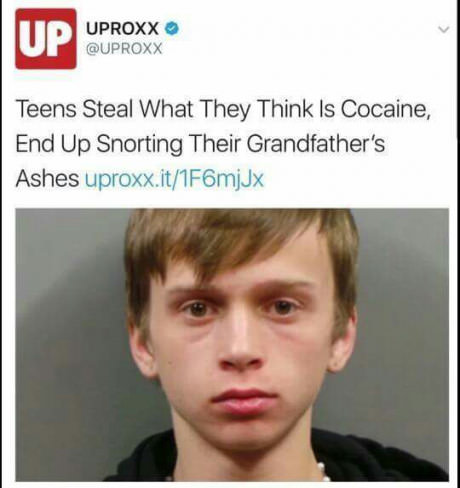 UP
UPROXX
@UPROXX
Teens Steal What They Think Is Cocaine,
End Up Snorting Their Grandfather's
Ashes uproxx.it/1F6mjJx